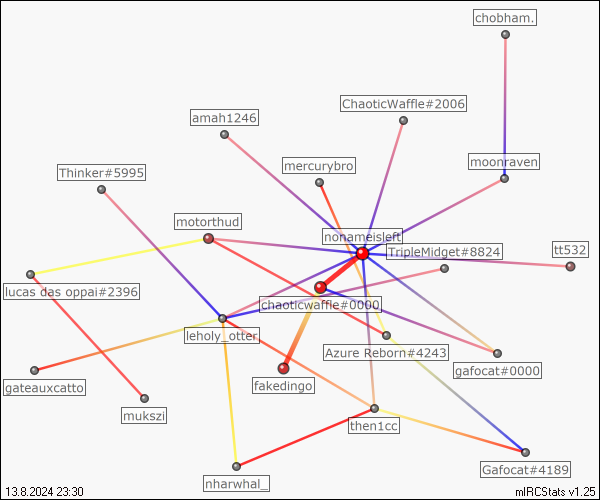 chobham.
ChaoticWaffle#2006
amah1246
mercurybro
moonraven
Thinker#5995
motorthud
nonameisleft
TripleMidget#8824
tt532
lucas das oppai#2396
chaoticwaffle#0000
leholy_otter
Azure Reborn#4243
gafocat#0000
gateauxcatto
fakedingo
mukszi
then1cc
Gafocat#4189
nharwhal_
13.8.2024 23:30
mIRCStats v1.25